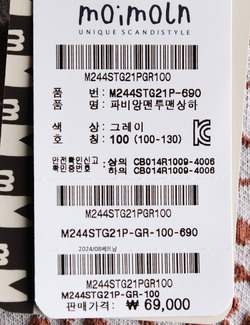 moimoln
UNIQUE SCANDISTYLE
M244STG21PGR100
품 번: M244STG21P-690
품 명: 파비앙맨투맨상하
색 상: 그레이
호 칭: 100 (100-130)
안전확인신고 상의 CB014R1009-4006
확인증번호: 하의 CB014R1009-4006
M244STG21PGR100
M244STG21P-GR-100-690
2024/08베트남
M244STG21PGR100
M244STG21P-GR-100
판매가격: ₩ 69,000